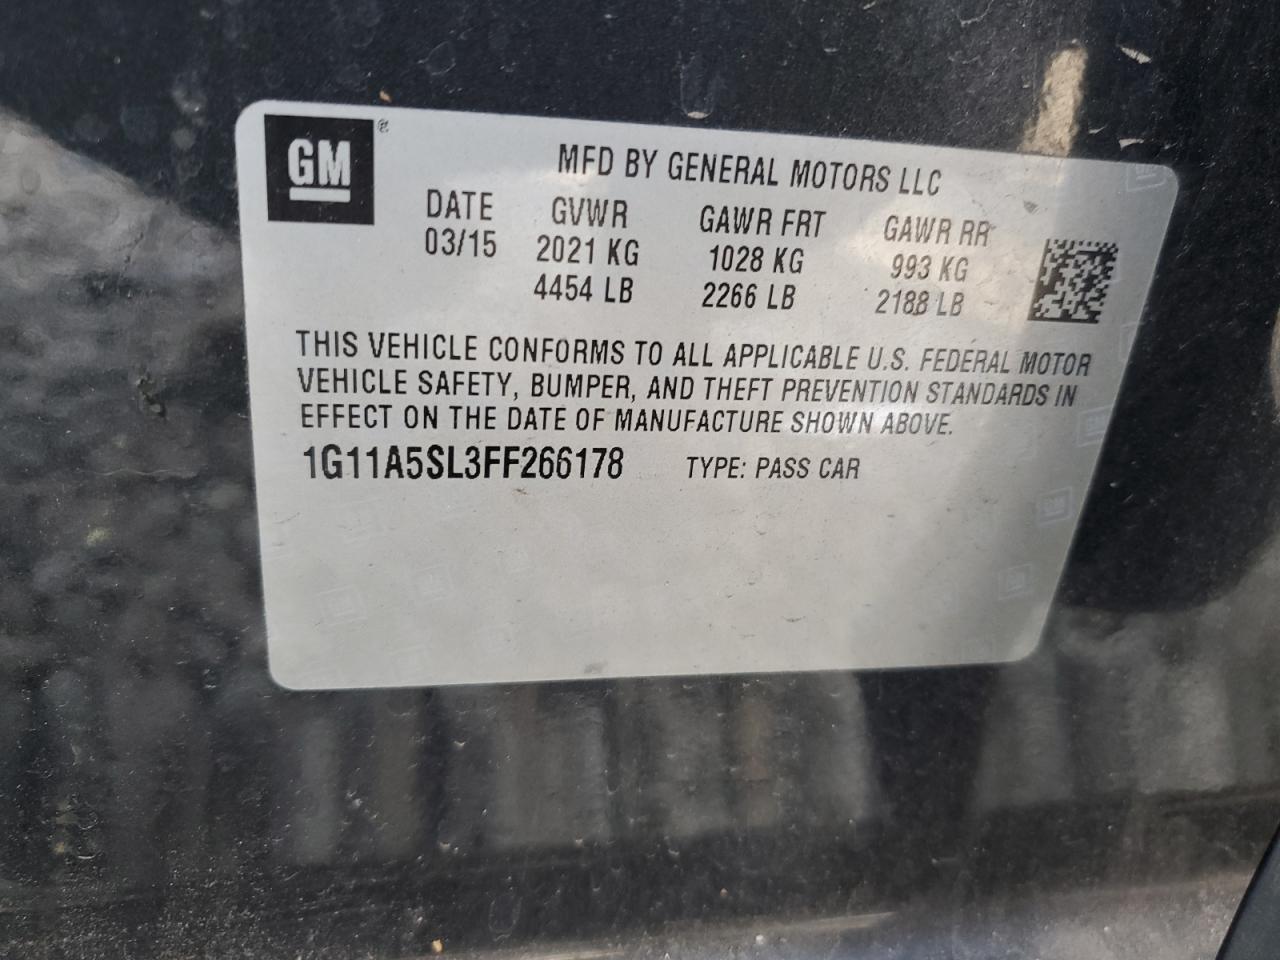 GM ®
MFD BY GENERAL MOTORS LLC
DATE GVWR GAWR FRT GAWR RR
03/15 2021 KG 1028 KG 993 KG
4454 LB 2266 LB 2188 LB
THIS VEHICLE CONFORMS TO ALL APPLICABLE U.S. FEDERAL MOTOR
VEHICLE SAFETY, BUMPER, AND THEFT PREVENTION STANDARDS IN
EFFECT ON THE DATE OF MANUFACTURE SHOWN ABOVE.
1G11A5SL3FF266178 TYPE: PASS CAR